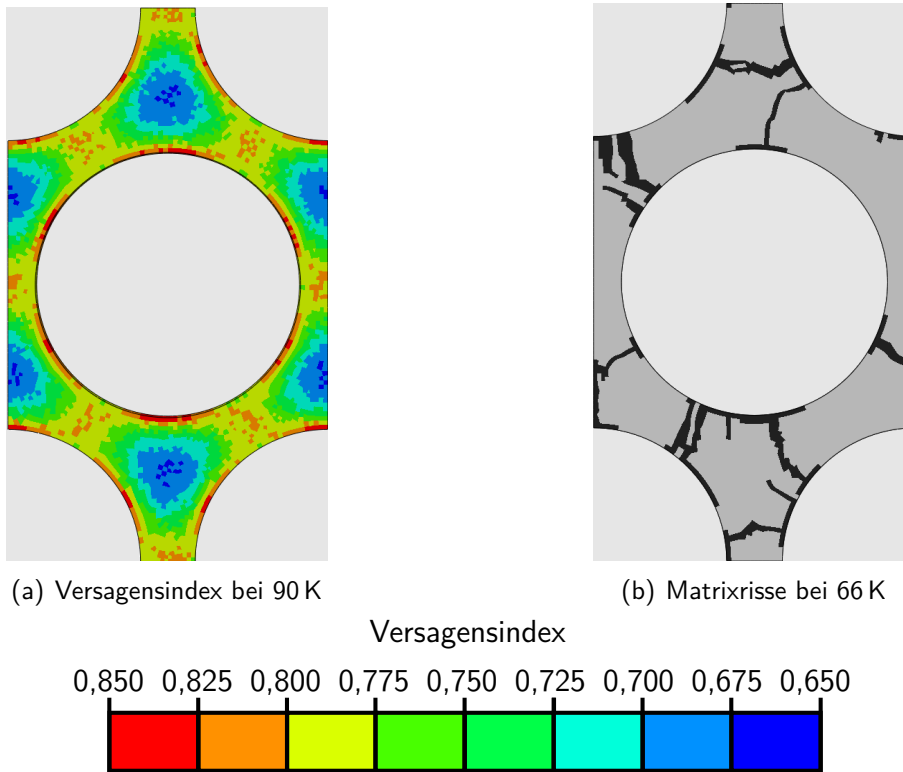 (a) Versagensindex bei 90 K
(b) Matrixrisse bei 66 K
Versagensindex
0,850 0,825 0,800 0,775 0,750 0,725 0,700 0,675 0,650